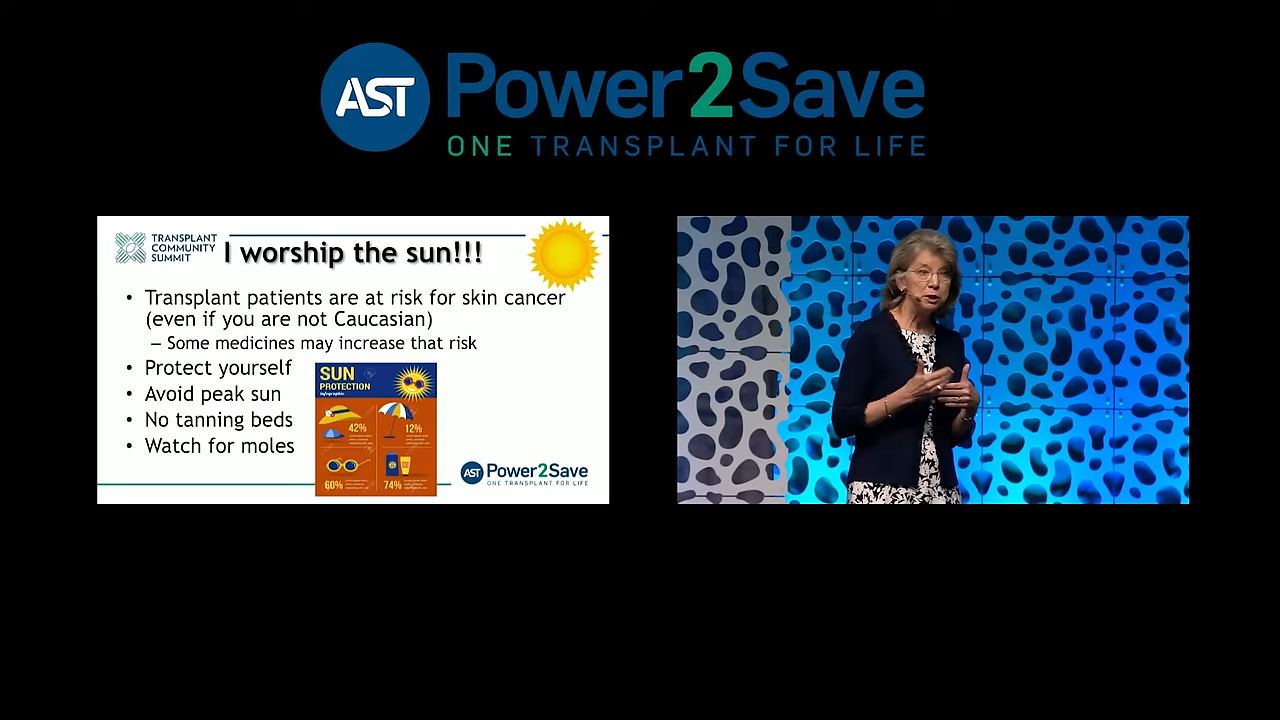 AST Power2Save
ONE TRANSPLANT FOR LIFE
TRANSPLANT
COMMUNITY
SUMMIT
I worship the sun!!!
• Transplant patients are at risk for skin cancer
(even if you are not Caucasian)
– Some medicines may increase that risk
• Protect yourself
• Avoid peak sun
• No tanning beds
• Watch for moles
SUN
PROTECTION
infographic
42%
12%
60%
74%
AST Power2Save
ONE TRANSPLANT FOR LIFE